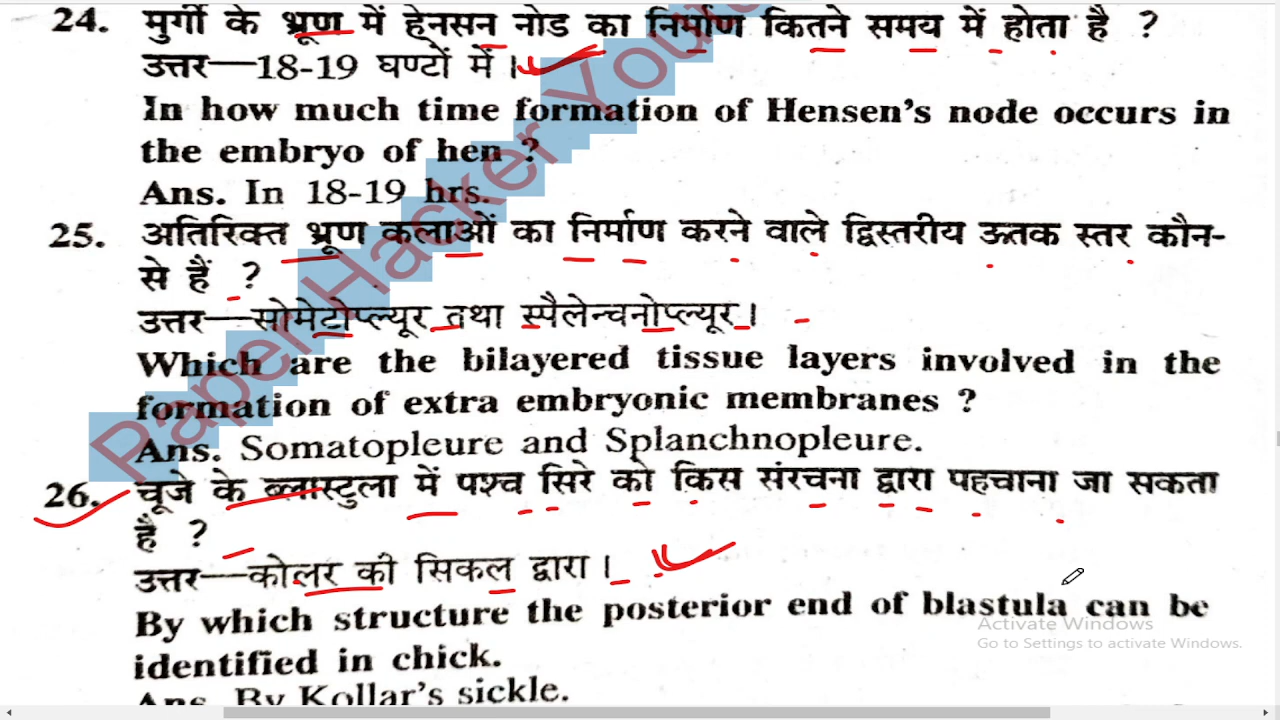 24. मुर्गी के भ्रूण में हेनसन नोड का निर्माण कितने समय में होता है ?
उत्तर—18-19 घण्टों में।
In how much time formation of Hensen's node occurs in
the embryo of hen ?
Ans. In 18-19 hrs.
25. अतिरिक्त भ्रूण कलाओं का निर्माण करने वाले द्विस्तरीय ऊतक स्तर कौन-
से हैं ?
उत्तर—सोमेटोप्ल्यूर तथा स्पैलेन्चनोप्ल्यूर।
Which are the bilayered tissue layers involved in the
formation of extra embryonic membranes ?
Ans. Somatopleure and Splanchnopleure.
26. चूजे के ब्लास्टुला में पश्च सिरे को किस संरचना द्वारा पहचाना जा सकता
हैं ?
उत्तर—कोलर की सिकल द्वारा।
By which structure the posterior end of blastula can be
identified in chick.
Ans. By Kollar's sickle.
Paper Hacker
Activate Windows
Go to Settings to activate Windows.